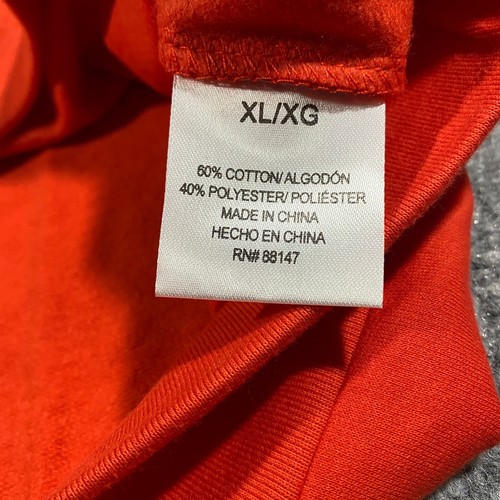 XL/XG
60% COTTON/ ALGODÓN
40% POLYESTER/ POLIÉSTER
MADE IN CHINA
HECHO EN CHINA
RN# 88147